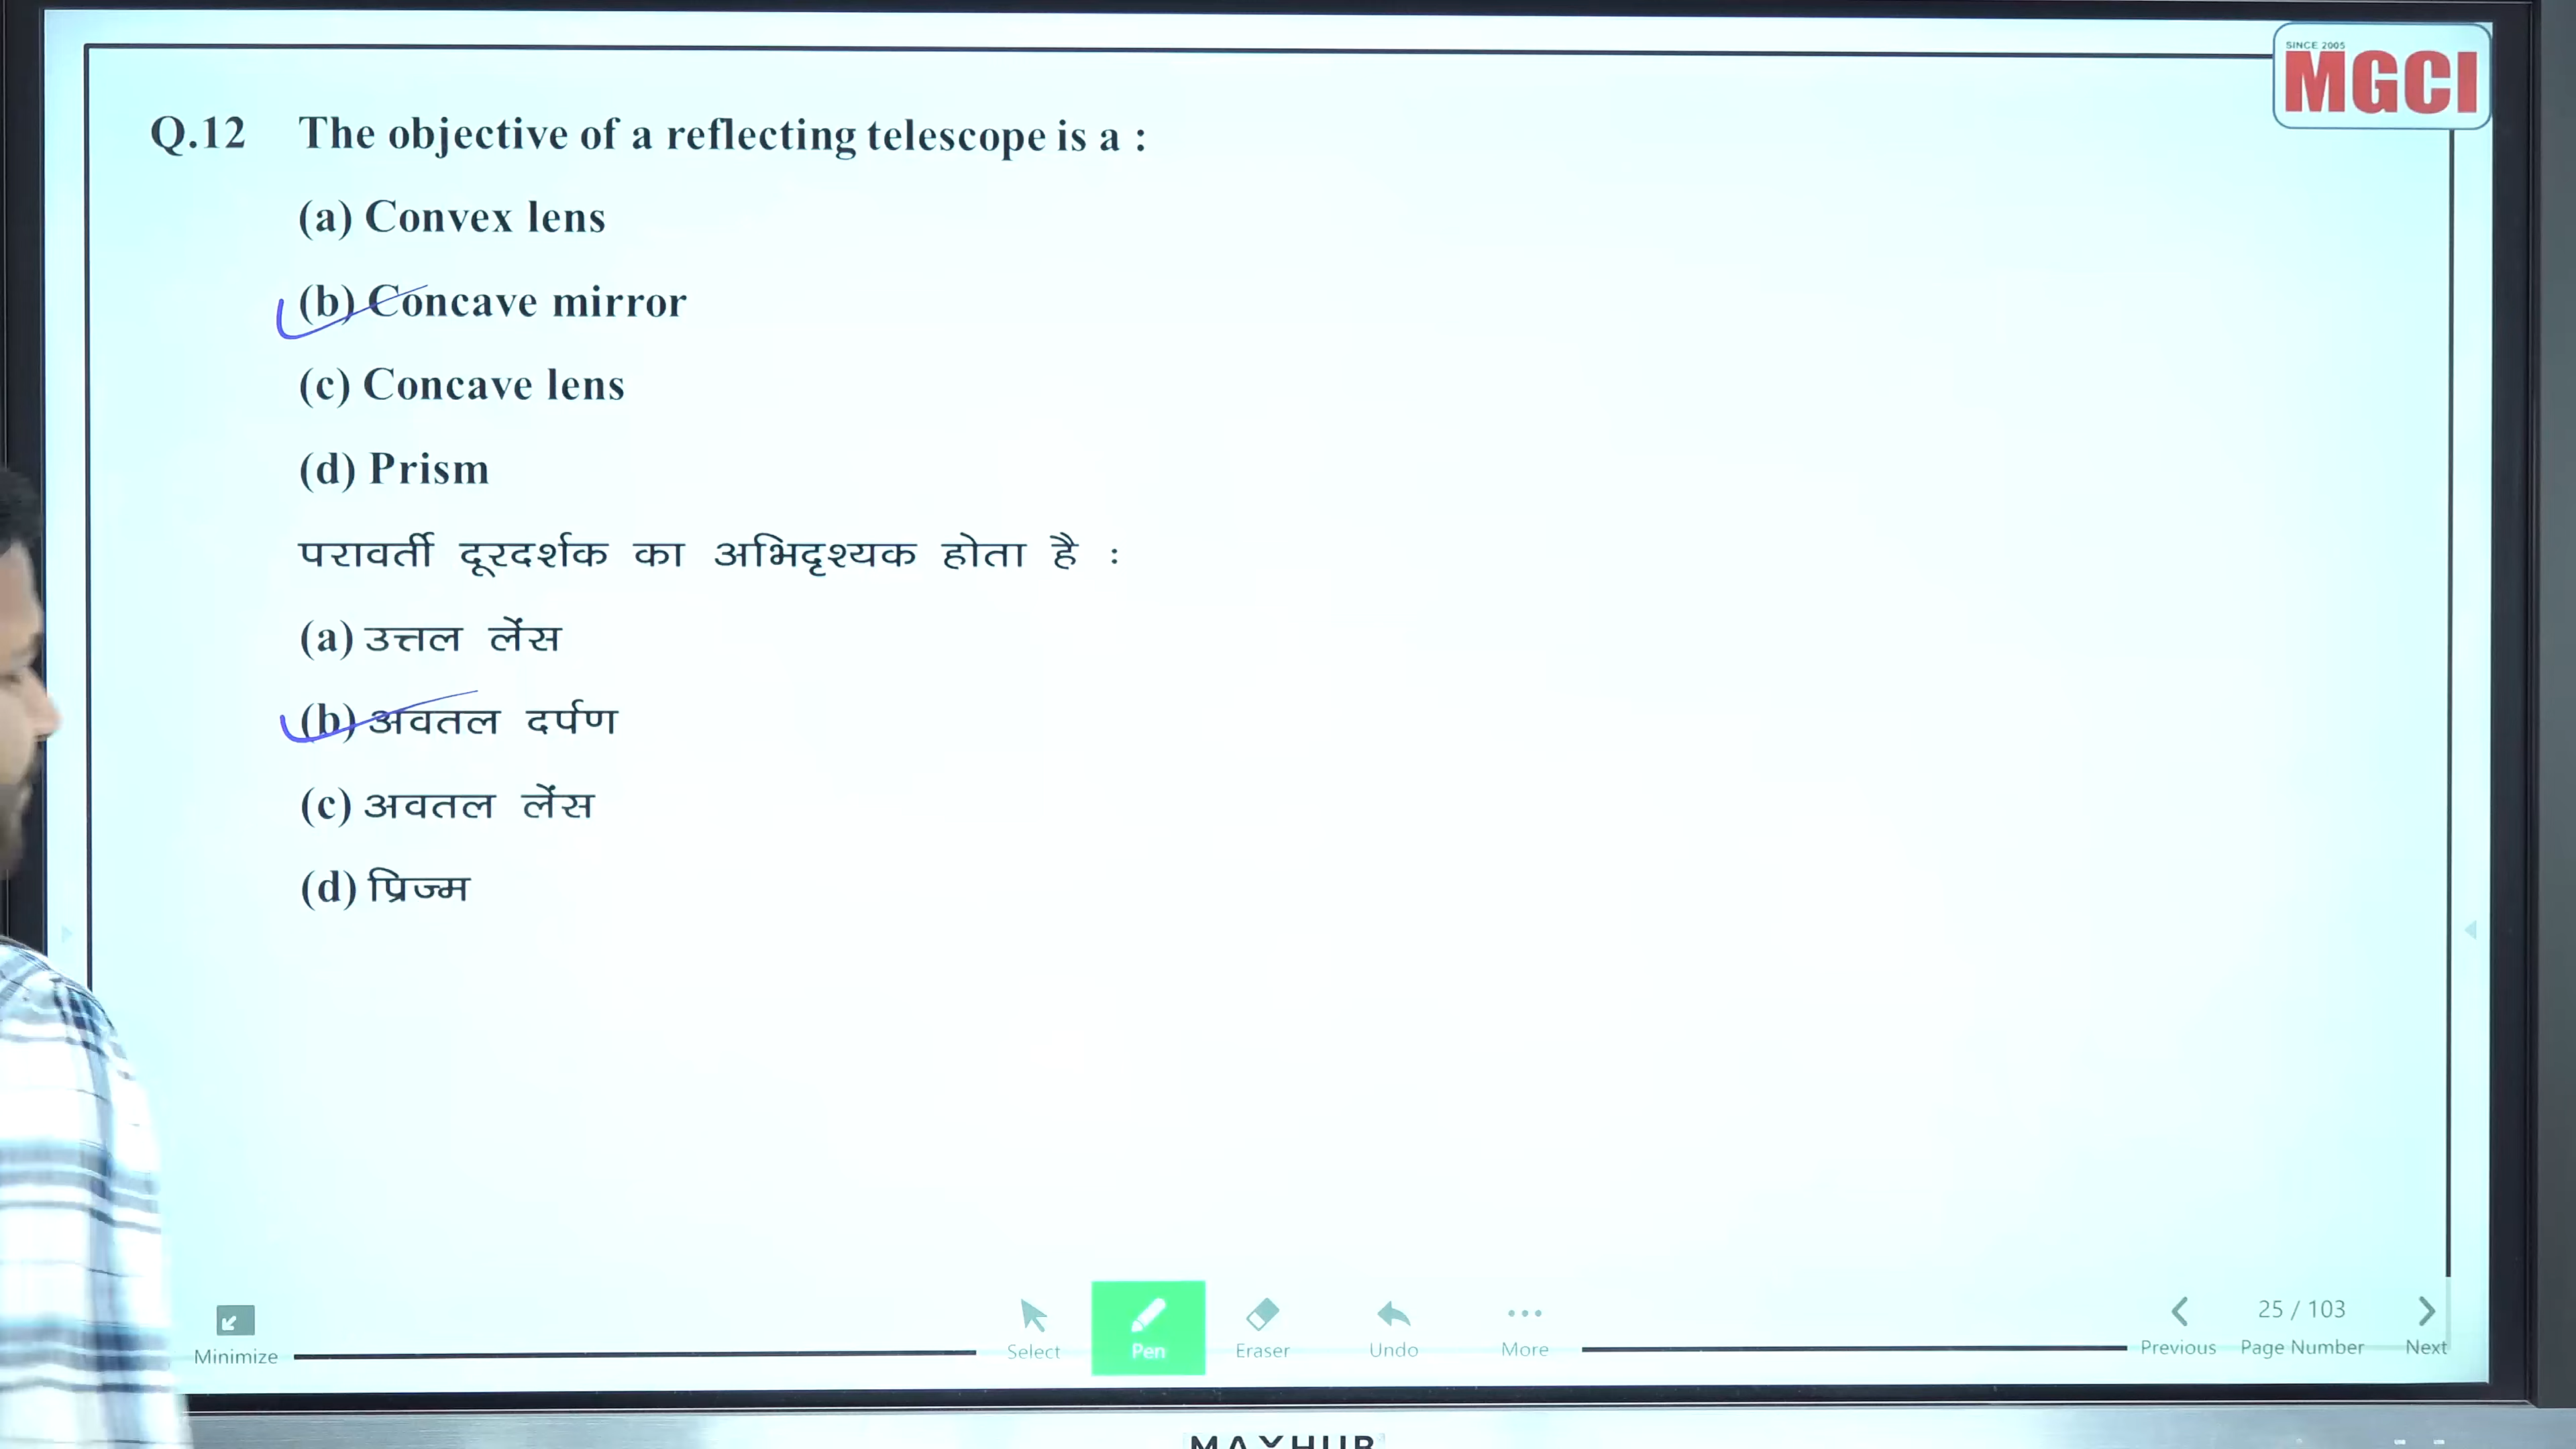 SINCE 2005
MGCI
Q.12 The objective of a reflecting telescope is a :
(a) Convex lens
(b) Concave mirror
(c) Concave lens
(d) Prism
परावर्ती दूरदर्शक का अभिदृश्यक होता है :
(a) उत्तल लेंस
(b) अवतल दर्पण
(c) अवतल लेंस
(d) प्रिज्म
Minimize Select Pen Eraser Undo More Previous 25 / 103 Page Number Next
MAXHUB